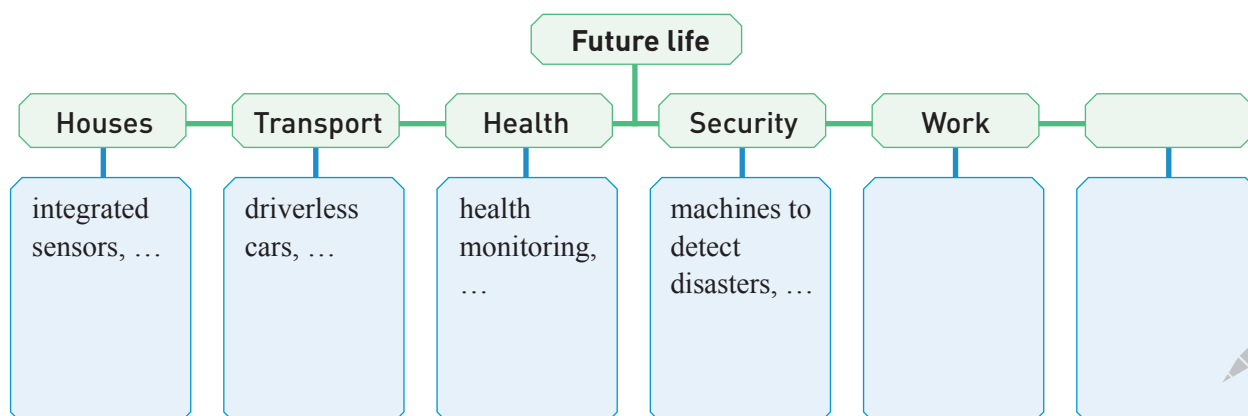 Future life
Houses
Transport
Health
Security
Work
integrated
sensors, …
driverless
cars, …
health
monitoring,
…
machines to
detect
disasters, …